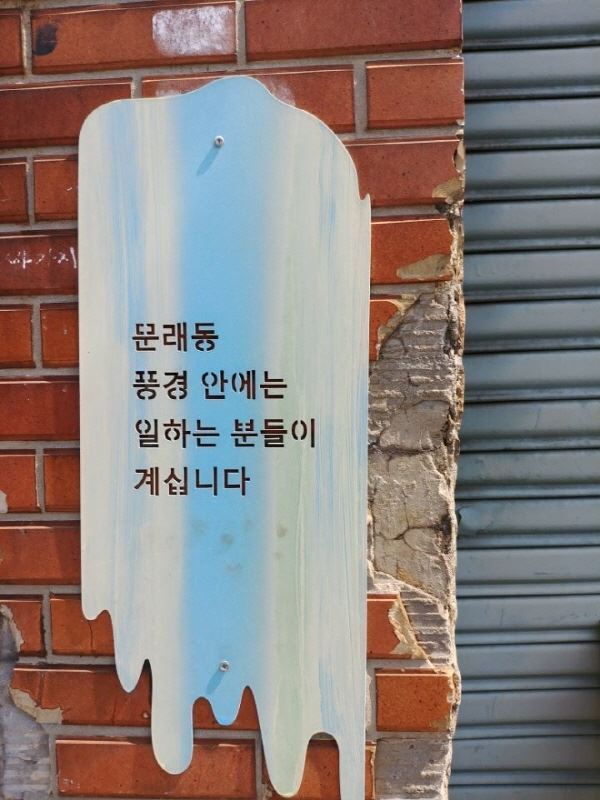 문래동
풍경 안에는
일하는 분들이
계십니다